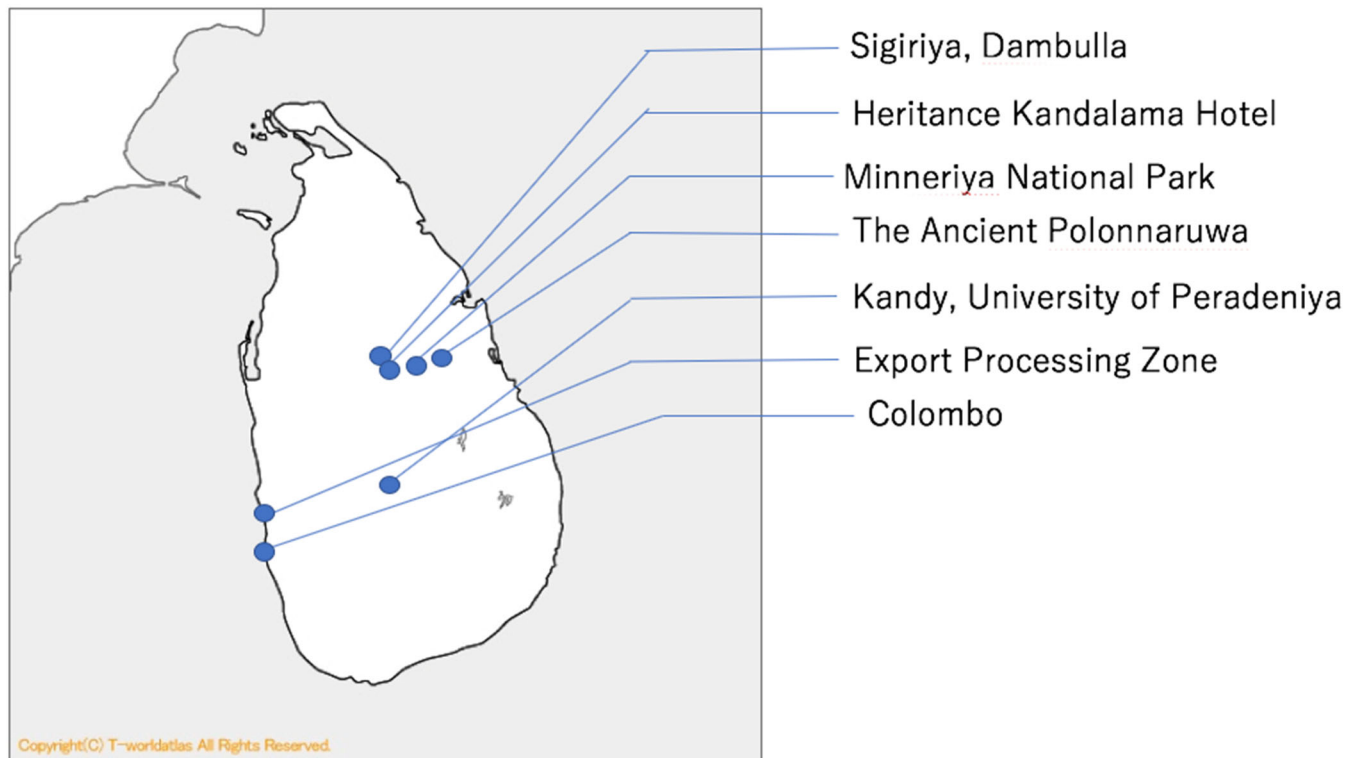 Sigiriya, Dambulla
Heritance Kandalama Hotel
Minneriya National Park
The Ancient Polonnaruwa
Kandy, University of Peradeniya
Export Processing Zone
Colombo
Copyright(C) T-worldatlas All Rights Reserved.